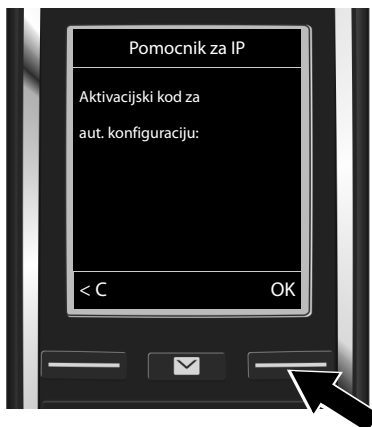 Pomocnik za IP
Aktivacijski kod za
aut. konfiguraciju:
< C OK